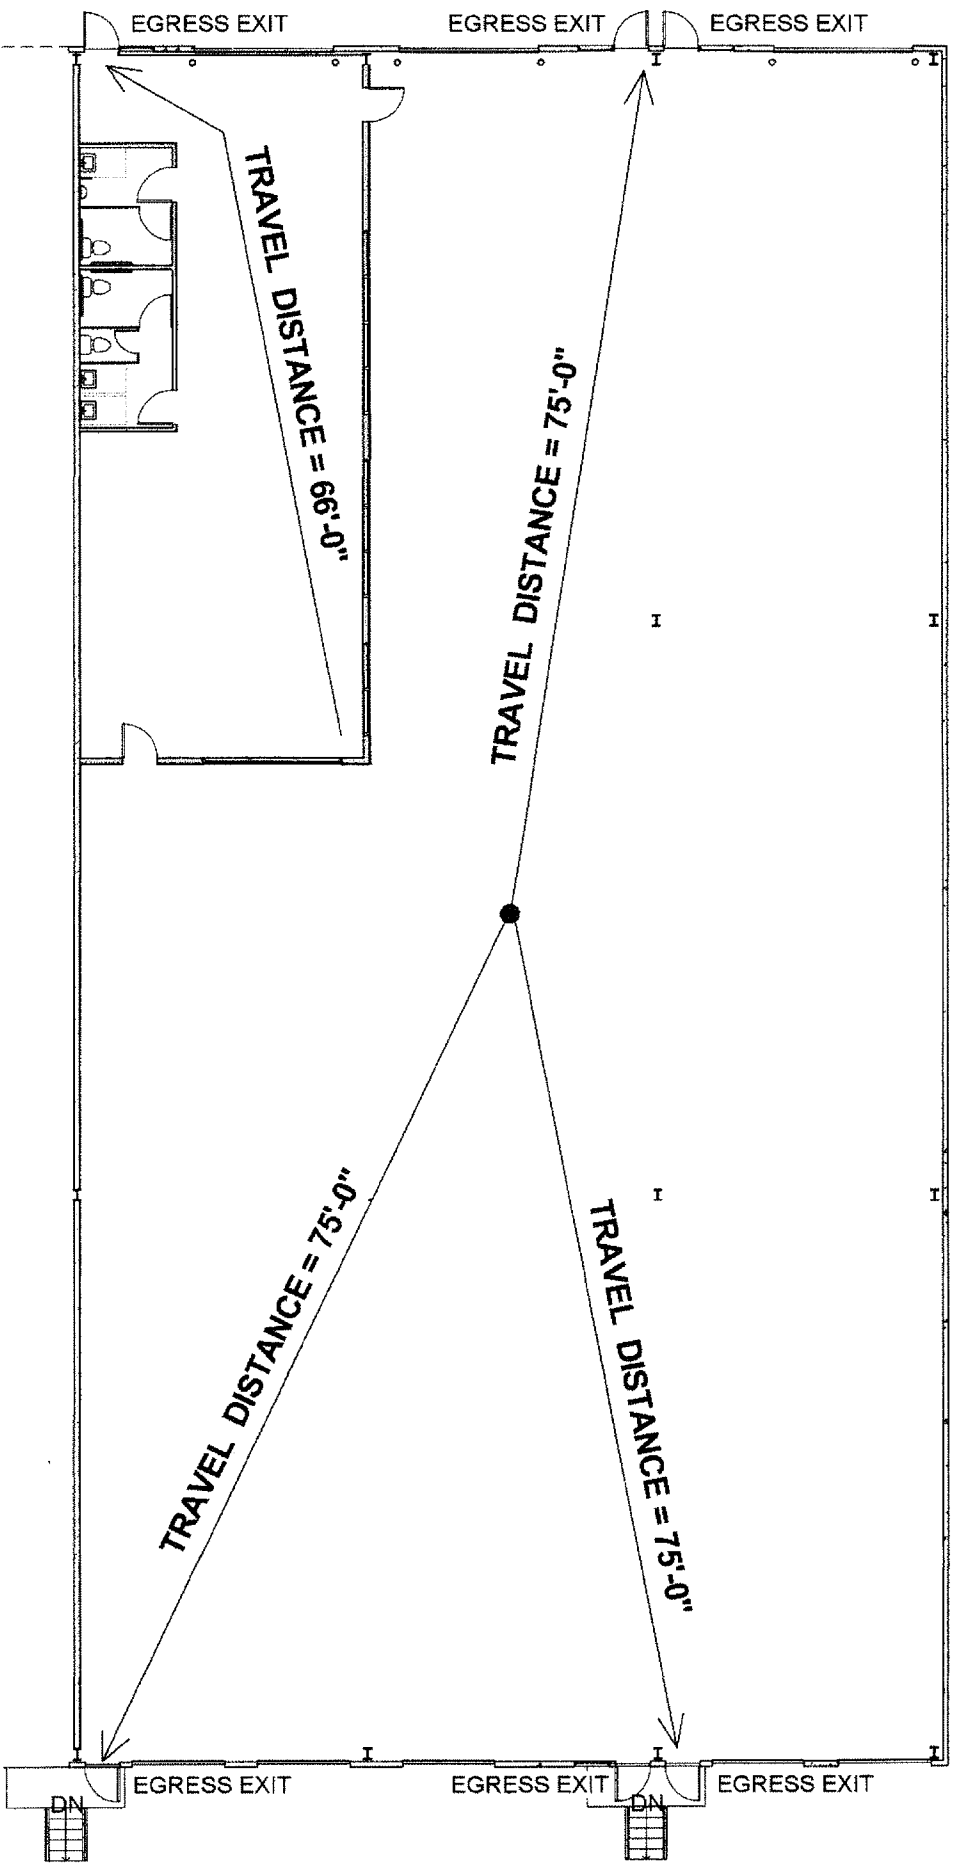 EGRESS EXIT
EGRESS EXIT
EGRESS EXIT
TRAVEL DISTANCE = 66'-0"
TRAVEL DISTANCE = 75'-0"
TRAVEL DISTANCE = 75'-0"
TRAVEL DISTANCE = 75'-0"
EGRESS EXIT
EGRESS EXIT
EGRESS EXIT
DN
DN